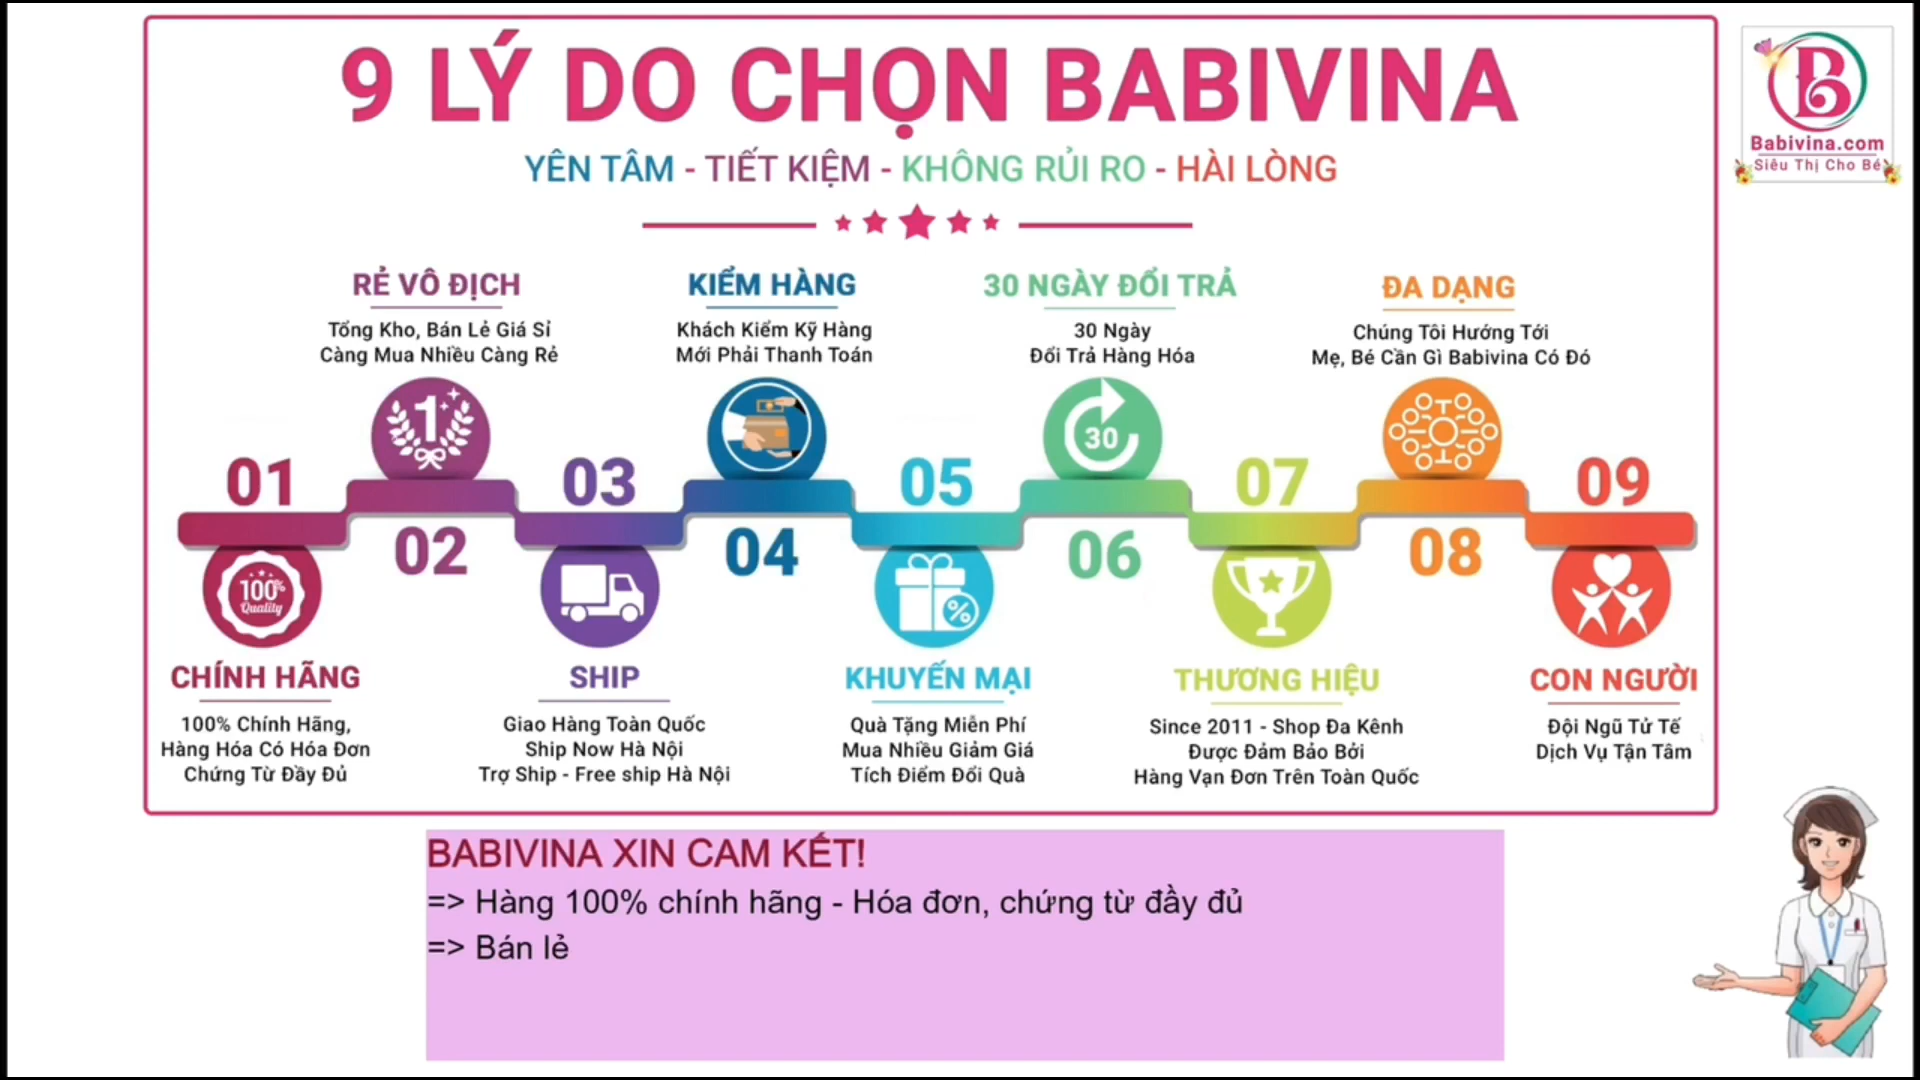 9 LÝ DO CHỌN BABIVINA
YÊN TÂM - TIẾT KIỆM - KHÔNG RỦI RO - HÀI LÒNG
B
Babivina.com
Siêu Thị Cho Bé
01
100%
Quality
CHÍNH HÃNG
100% Chính Hãng,
Hàng Hóa Có Hóa Đơn
Chứng Từ Đầy Đủ
RẺ VÔ ĐỊCH
Tổng Kho, Bán Lẻ Giá Sỉ
Càng Mua Nhiều Càng Rẻ
1
02
03
SHIP
Giao Hàng Toàn Quốc
Ship Now Hà Nội
Trợ Ship - Free ship Hà Nội
KIỂM HÀNG
Khách Kiểm Kỹ Hàng
Mới Phải Thanh Toán
04
05
%
KHUYẾN MẠI
Quà Tặng Miễn Phí
Mua Nhiều Giảm Giá
Tích Điểm Đổi Quà
30 NGÀY ĐỔI TRẢ
30 Ngày
Đổi Trả Hàng Hóa
30
06
07
THƯƠNG HIỆU
Since 2011 - Shop Đa Kênh
Được Đảm Bảo Bởi
Hàng Vạn Đơn Trên Toàn Quốc
ĐA DẠNG
Chúng Tôi Hướng Tới
Mẹ, Bé Cần Gì Babivina Có Đó
08
09
CON NGƯỜI
Đội Ngũ Tử Tế
Dịch Vụ Tận Tâm
BABIVINA XIN CAM KẾT!
=> Hàng 100% chính hãng - Hóa đơn, chứng từ đầy đủ
=> Bán lẻ